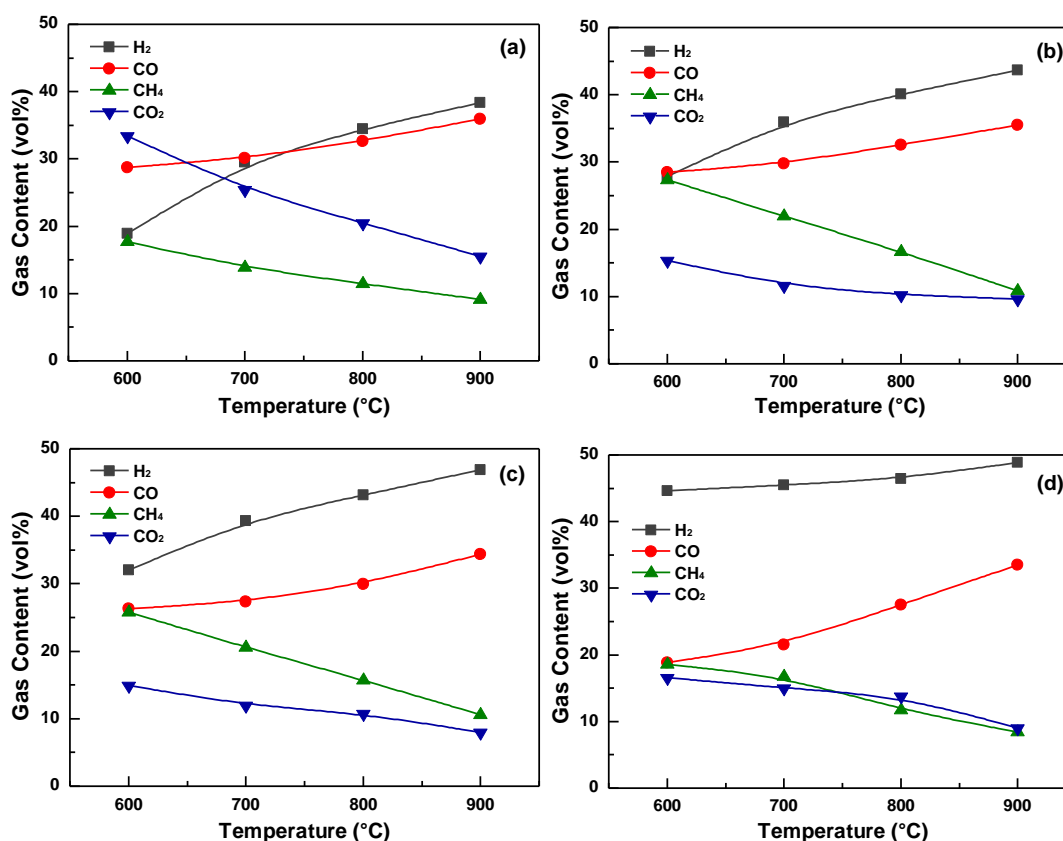 50
40
30
20
10
0
Gas Content (vol%)
H₂
CO
CH₄
CO₂
(a)
600 700 800 900
Temperature (°C)
50
40
30
20
10
0
Gas Content (vol%)
H₂
CO
CH₄
CO₂
(b)
600 700 800 900
Temperature (°C)
50
40
30
20
10
0
Gas Content (vol%)
H₂
CO
CH₄
CO₂
(c)
600 700 800 900
Temperature (°C)
50
40
30
20
10
0
Gas Content (vol%)
H₂
CO
CH₄
CO₂
(d)
600 700 800 900
Temperature (°C)